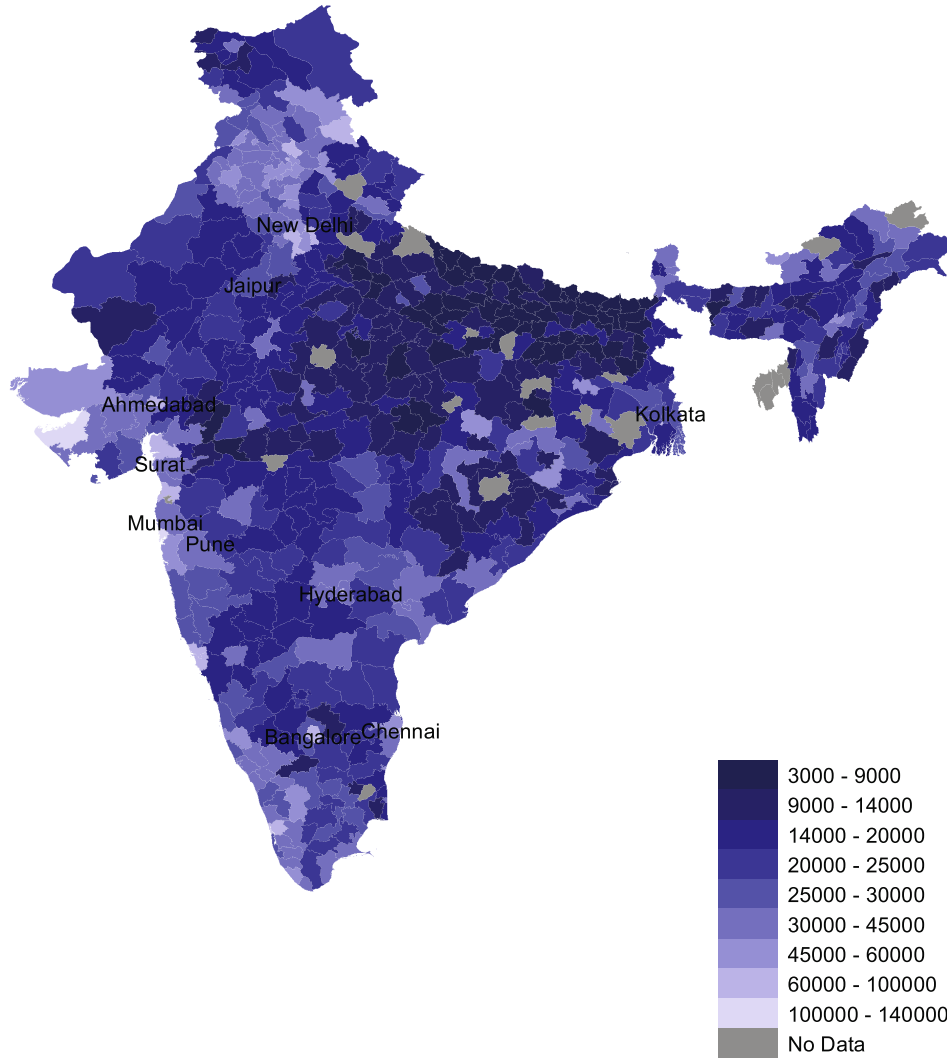 New Delhi
Jaipur
Ahmedabad
Kolkata
Surat
Mumbai
Pune
Hyderabad
Bangalore
Chennai
3000 - 9000
9000 - 14000
14000 - 20000
20000 - 25000
25000 - 30000
30000 - 45000
45000 - 60000
60000 - 100000
100000 - 140000
No Data